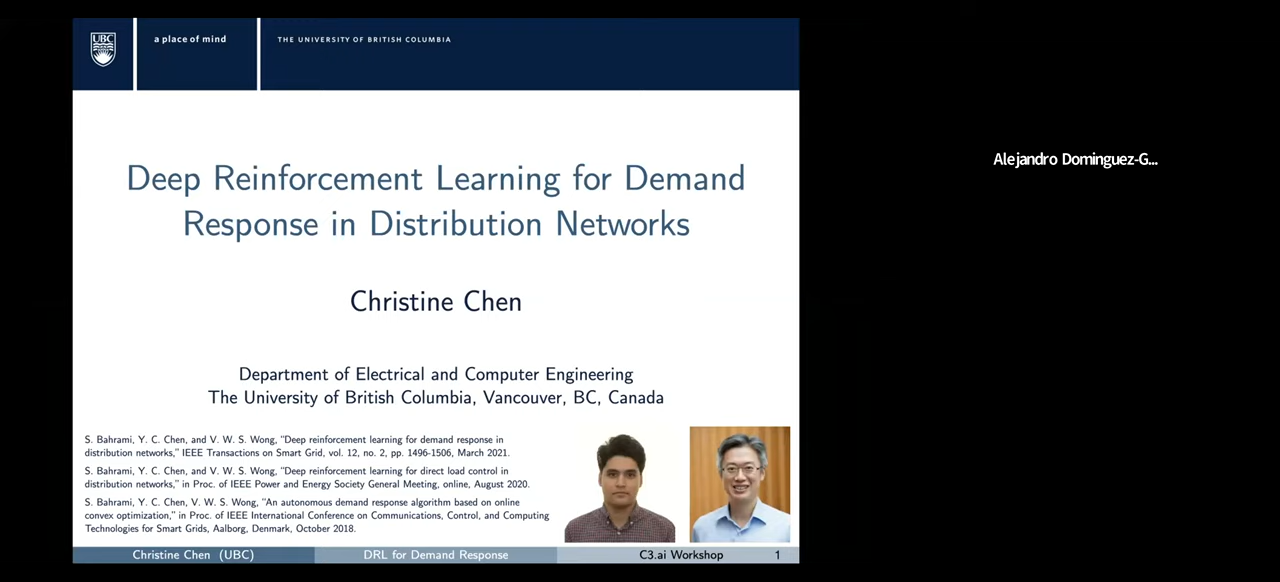 UBC
a place of mind
THE UNIVERSITY OF BRITISH COLUMBIA
Alejandro Dominguez-G...
Deep Reinforcement Learning for Demand
Response in Distribution Networks
Christine Chen
Department of Electrical and Computer Engineering
The University of British Columbia, Vancouver, BC, Canada
S. Bahrami, Y. C. Chen, and V. W. S. Wong, "Deep reinforcement learning for demand response in
distribution networks," IEEE Transactions on Smart Grid, vol. 12, no. 2, pp. 1496-1506, March 2021.
S. Bahrami, Y. C. Chen, and V. W. S. Wong, "Deep reinforcement learning for direct load control in
distribution networks," in Proc. of IEEE Power and Energy Society General Meeting, online, August 2020.
S. Bahrami, Y. C. Chen, V. W. S. Wong, "An autonomous demand response algorithm based on online
convex optimization," in Proc. of IEEE International Conference on Communications, Control, and Computing
Technologies for Smart Grids, Aalborg, Denmark, October 2018.
Christine Chen (UBC)
DRL for Demand Response
C3.ai Workshop
1